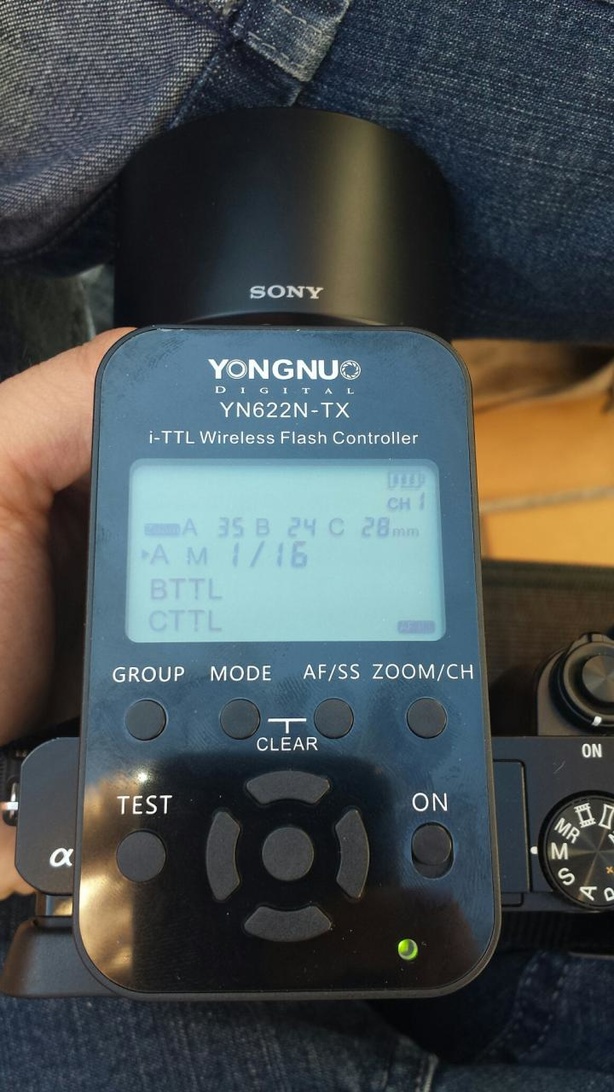 SONY
YONGNUO
DIGITAL
YN622N-TX
i-TTL Wireless Flash Controller
CH 1
A 35 B 24 C 28mm
A M 1/16
BTTL
CTTL
GROUP MODE AF/SS ZOOM/CH
CLEAR
TEST ON
ON
α
MR
M
S
A
P